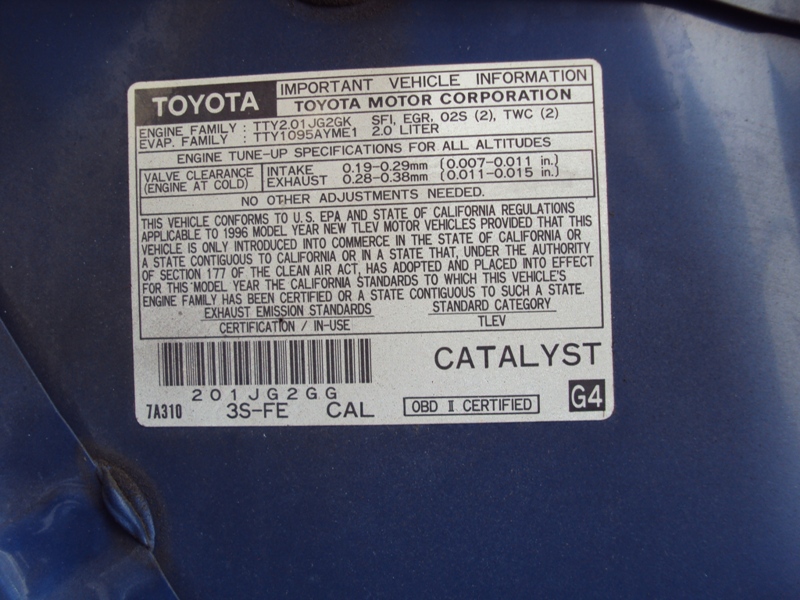 TOYOTA
IMPORTANT VEHICLE INFORMATION
TOYOTA MOTOR CORPORATION
ENGINE FAMILY : TTY2.01JG2GK SFI, EGR, O2S (2), TWC (2)
EVAP. FAMILY : TTY1095AYME1 2.0 LITER
ENGINE TUNE-UP SPECIFICATIONS FOR ALL ALTITUDES
VALVE CLEARANCE INTAKE 0.19-0.29mm (0.007-0.011 in.)
(ENGINE AT COLD) EXHAUST 0.28-0.38mm (0.011-0.015 in.)
NO OTHER ADJUSTMENTS NEEDED.
THIS VEHICLE CONFORMS TO U.S. EPA AND STATE OF CALIFORNIA REGULATIONS
APPLICABLE TO 1996 MODEL YEAR NEW TLEV MOTOR VEHICLES PROVIDED THAT THIS
VEHICLE IS ONLY INTRODUCED INTO COMMERCE IN THE STATE OF CALIFORNIA OR
A STATE CONTIGUOUS TO CALIFORNIA OR IN A STATE THAT, UNDER THE AUTHORITY
OF SECTION 177 OF THE CLEAN AIR ACT, HAS ADOPTED AND PLACED INTO EFFECT
FOR THIS MODEL YEAR THE CALIFORNIA STANDARDS TO WHICH THIS VEHICLE'S
ENGINE FAMILY HAS BEEN CERTIFIED OR A STATE CONTIGUOUS TO SUCH A STATE.
EXHAUST EMISSION STANDARDS STANDARD CATEGORY
CERTIFICATION / IN-USE TLEV
CATALYST
201JG2GG
7A310 3S-FE CAL OBD II CERTIFIED G4